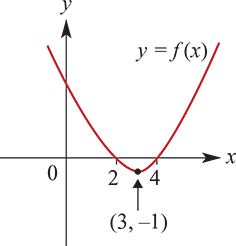 y
y = f(x)
0
2
4
x
(3, –1)